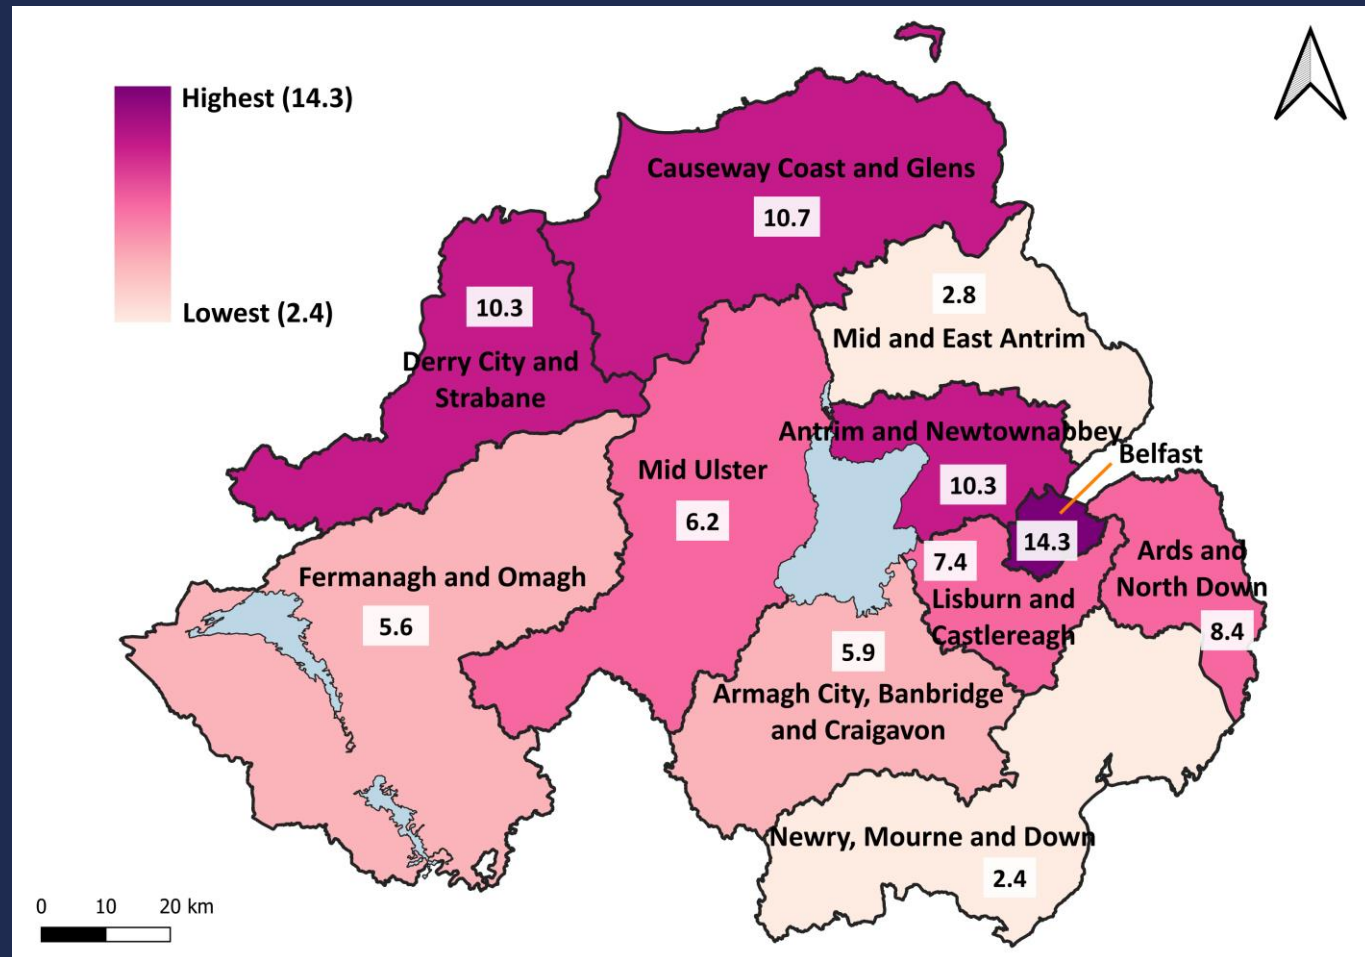 Highest (14.3)
Lowest (2.4)
Causeway Coast and Glens
10.7
10.3
Derry City and
Strabane
2.8
Mid and East Antrim
Antrim and Newtownabbey
10.3
Belfast
14.3
Mid Ulster
6.2
7.4
Lisburn and
Castlereagh
Ards and
North Down
8.4
Fermanagh and Omagh
5.6
5.9
Armagh City, Banbridge
and Craigavon
Newry, Mourne and Down
2.4
0 10 20 km